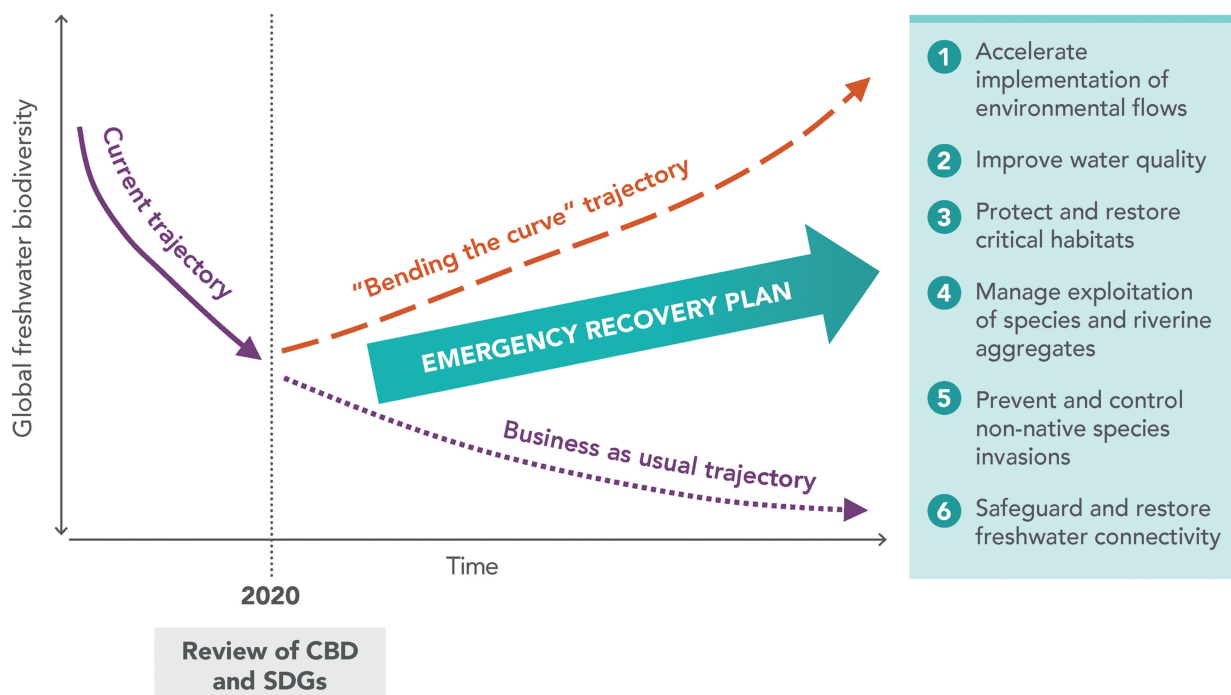 Global freshwater biodiversity
Current trajectory
"Bending the curve" trajectory
EMERGENCY RECOVERY PLAN
Business as usual trajectory
Time
2020
Review of CBD
and SDGs
1 Accelerate
implementation of
environmental flows
2 Improve water quality
3 Protect and restore
critical habitats
4 Manage exploitation
of species and riverine
aggregates
5 Prevent and control
non-native species
invasions
6 Safeguard and restore
freshwater connectivity